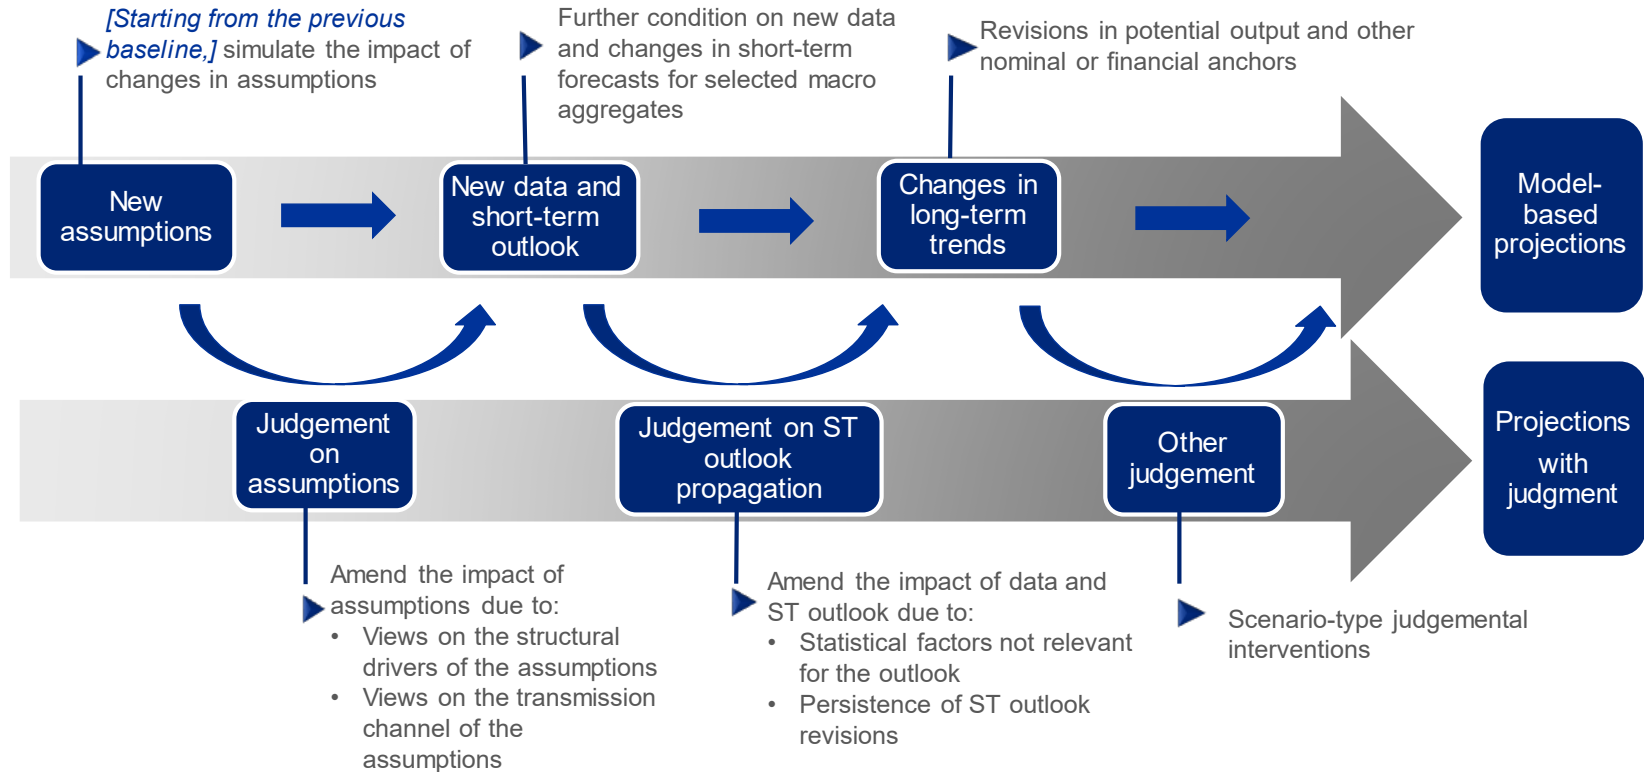 [Starting from the previous
baseline,] simulate the impact of
changes in assumptions
Further condition on new data
and changes in short-term
forecasts for selected macro
aggregates
Revisions in potential output and other
nominal or financial anchors
New
assumptions
New data and
short-term
outlook
Changes in
long-term
trends
Model-
based
projections
Judgement
on
assumptions
Judgement on ST
outlook
propagation
Other
judgement
Projections
with
judgment
Amend the impact of
assumptions due to:
• Views on the structural
drivers of the assumptions
• Views on the transmission
channel of the
assumptions
Amend the impact of data and
ST outlook due to:
• Statistical factors not relevant
for the outlook
• Persistence of ST outlook
revisions
Scenario-type judgemental
interventions